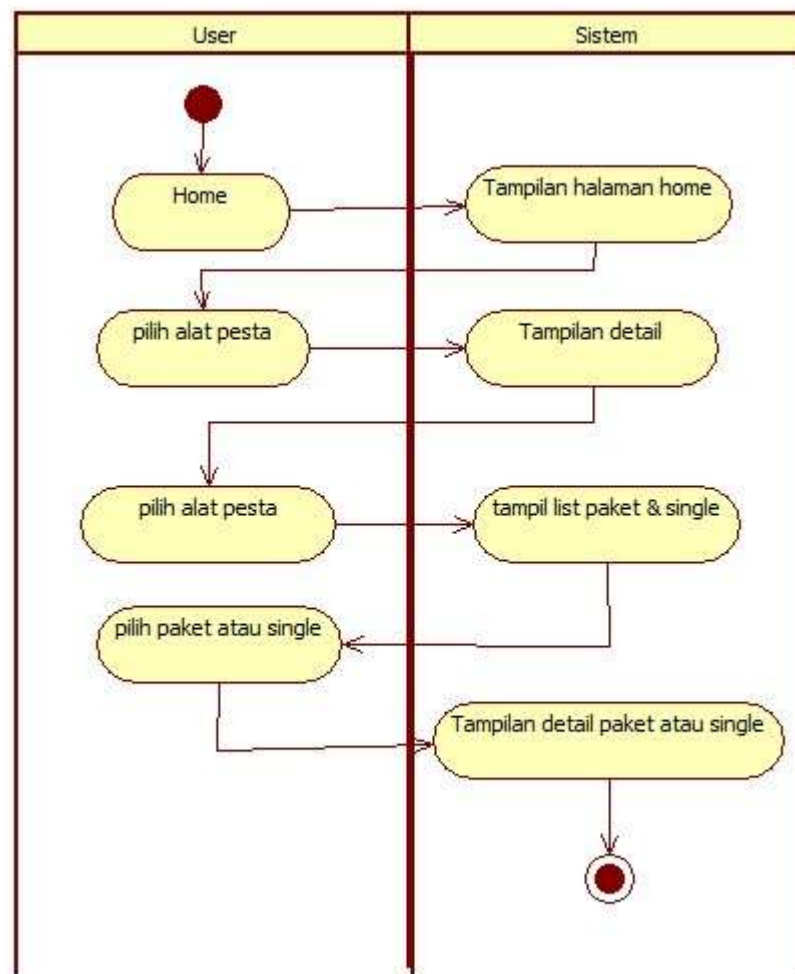 User
Sistem
Home
Tampilan halaman home
pilih alat pesta
Tampilan detail
pilih alat pesta
tampil list paket & single
pilih paket atau single
Tampilan detail paket atau single